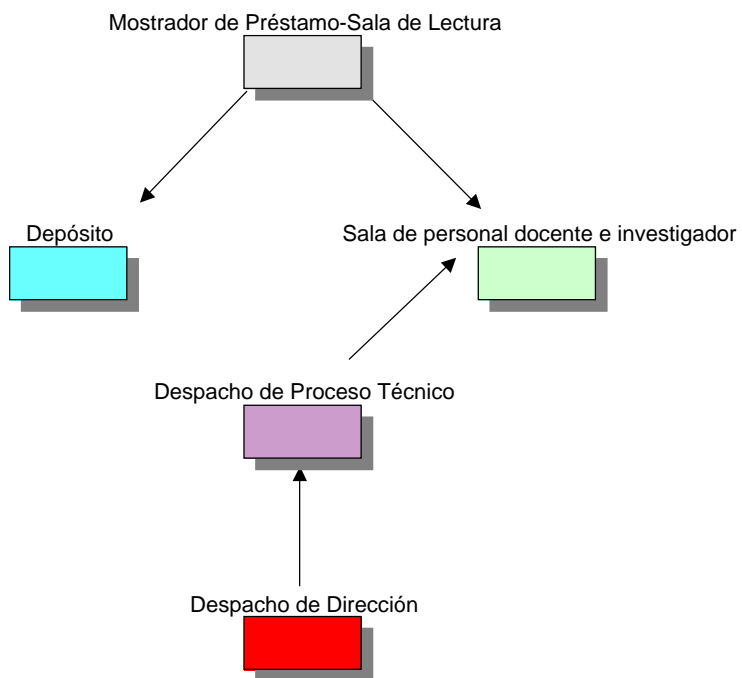 Mostrador de Préstamo-Sala de Lectura
Depósito
Sala de personal docente e investigador
Despacho de Proceso Técnico
Despacho de Dirección